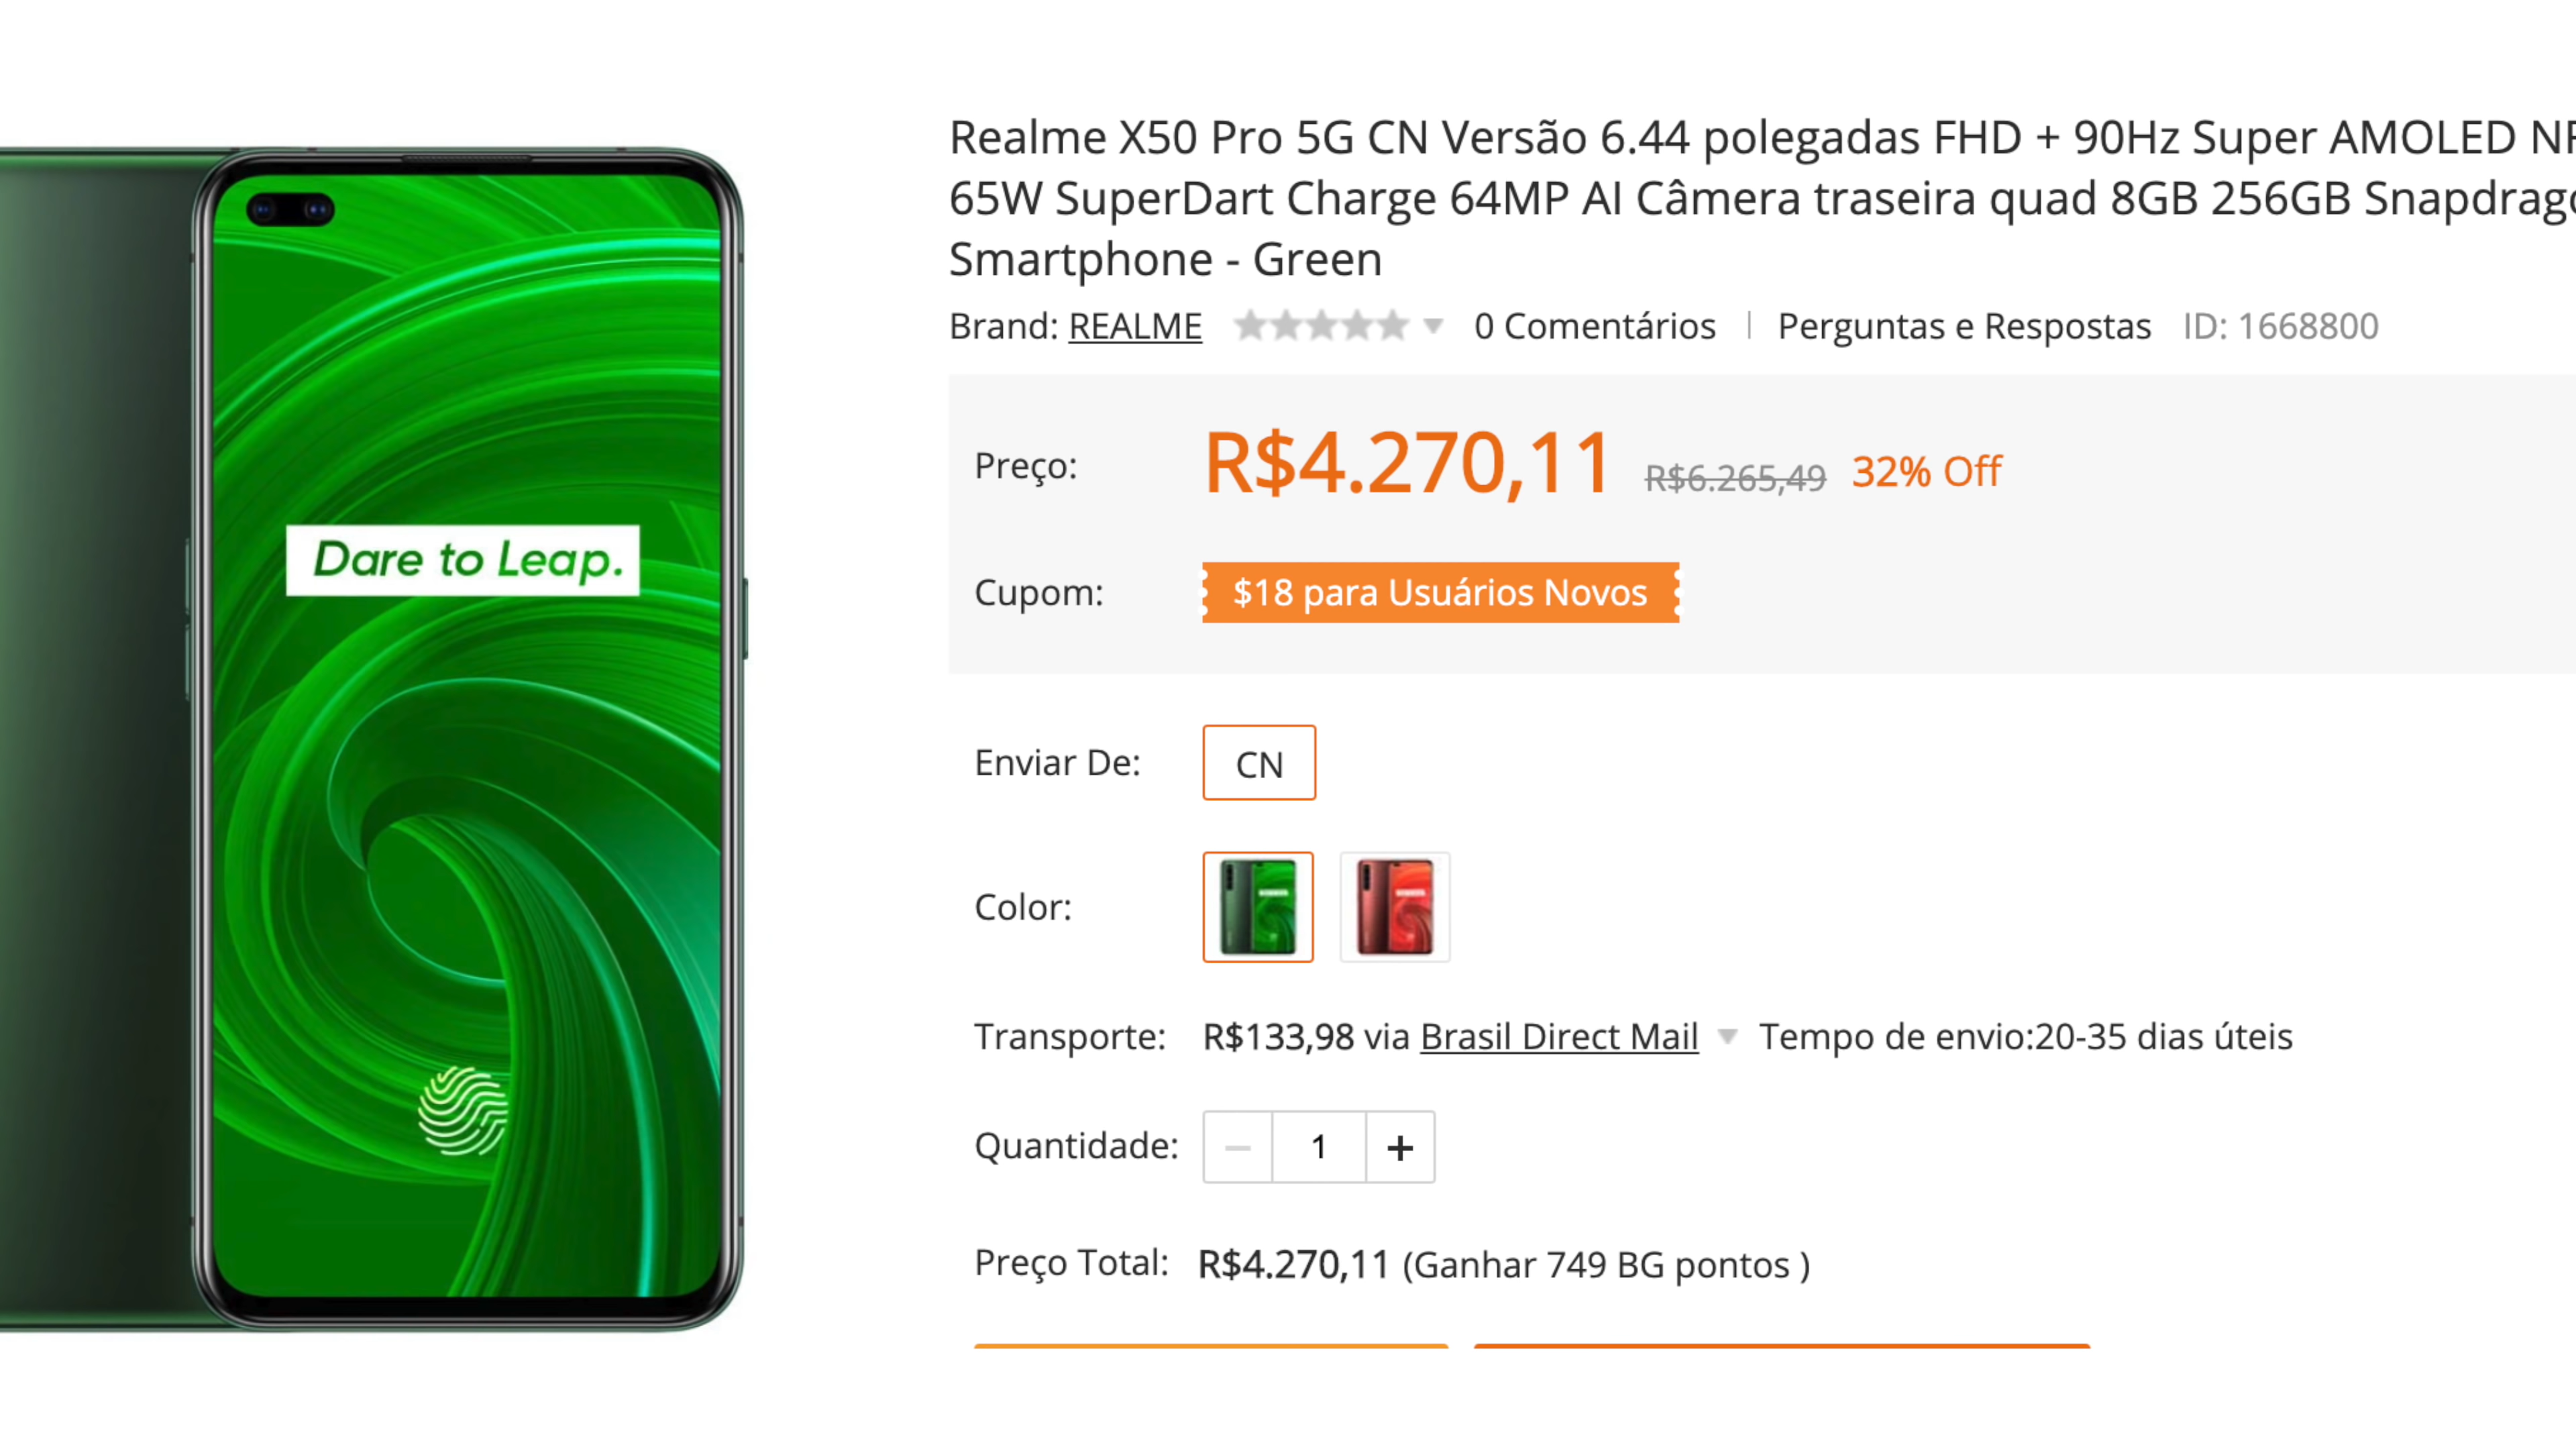 Realme X50 Pro 5G CN Versão 6.44 polegadas FHD + 90Hz Super AMOLED
65W SuperDart Charge 64MP AI Câmera traseira quad 8GB 256GB
Smartphone - Green
Brand: REALME 0 Comentários | Perguntas e Respostas ID: 1668800
Preço: R$4.270,11 R$6.265,49 32% Off
Cupom: $18 para Usuários Novos
Enviar De: CN
Color:
Transporte: R$133,98 via Brasil Direct Mail Tempo de envio:20-35 dias úteis
Quantidade: − 1 +
Preço Total: R$4.270,11 (Ganhar 749 BG pontos )
Dare to Leap.